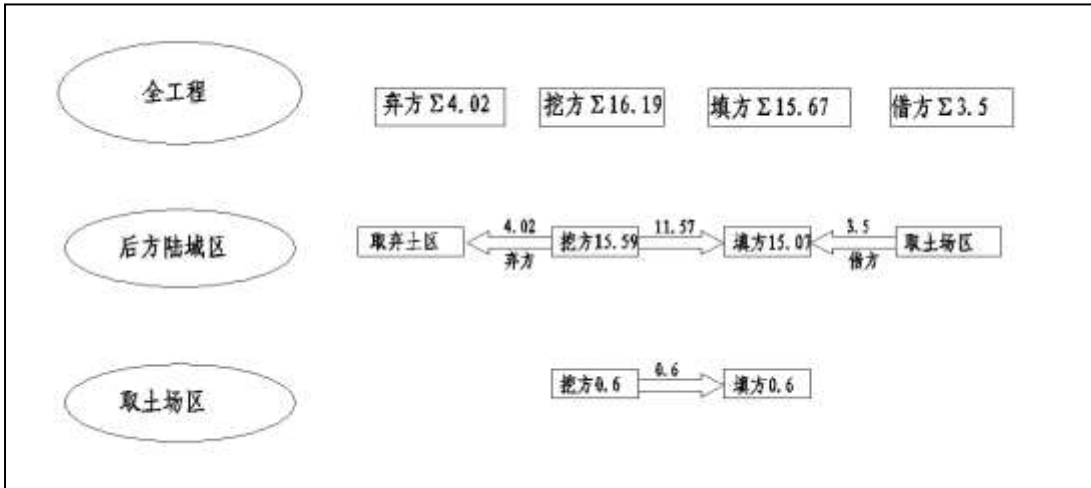 全工程
弃方Σ4.02 挖方Σ16.19 填方Σ15.67 借方Σ3.5
后方陆域区
取弃土区
4.02
弃方
挖方15.59
11.57
填方15.07
3.5
借方
取土场区
取土场区
挖方0.6
0.6
填方0.6